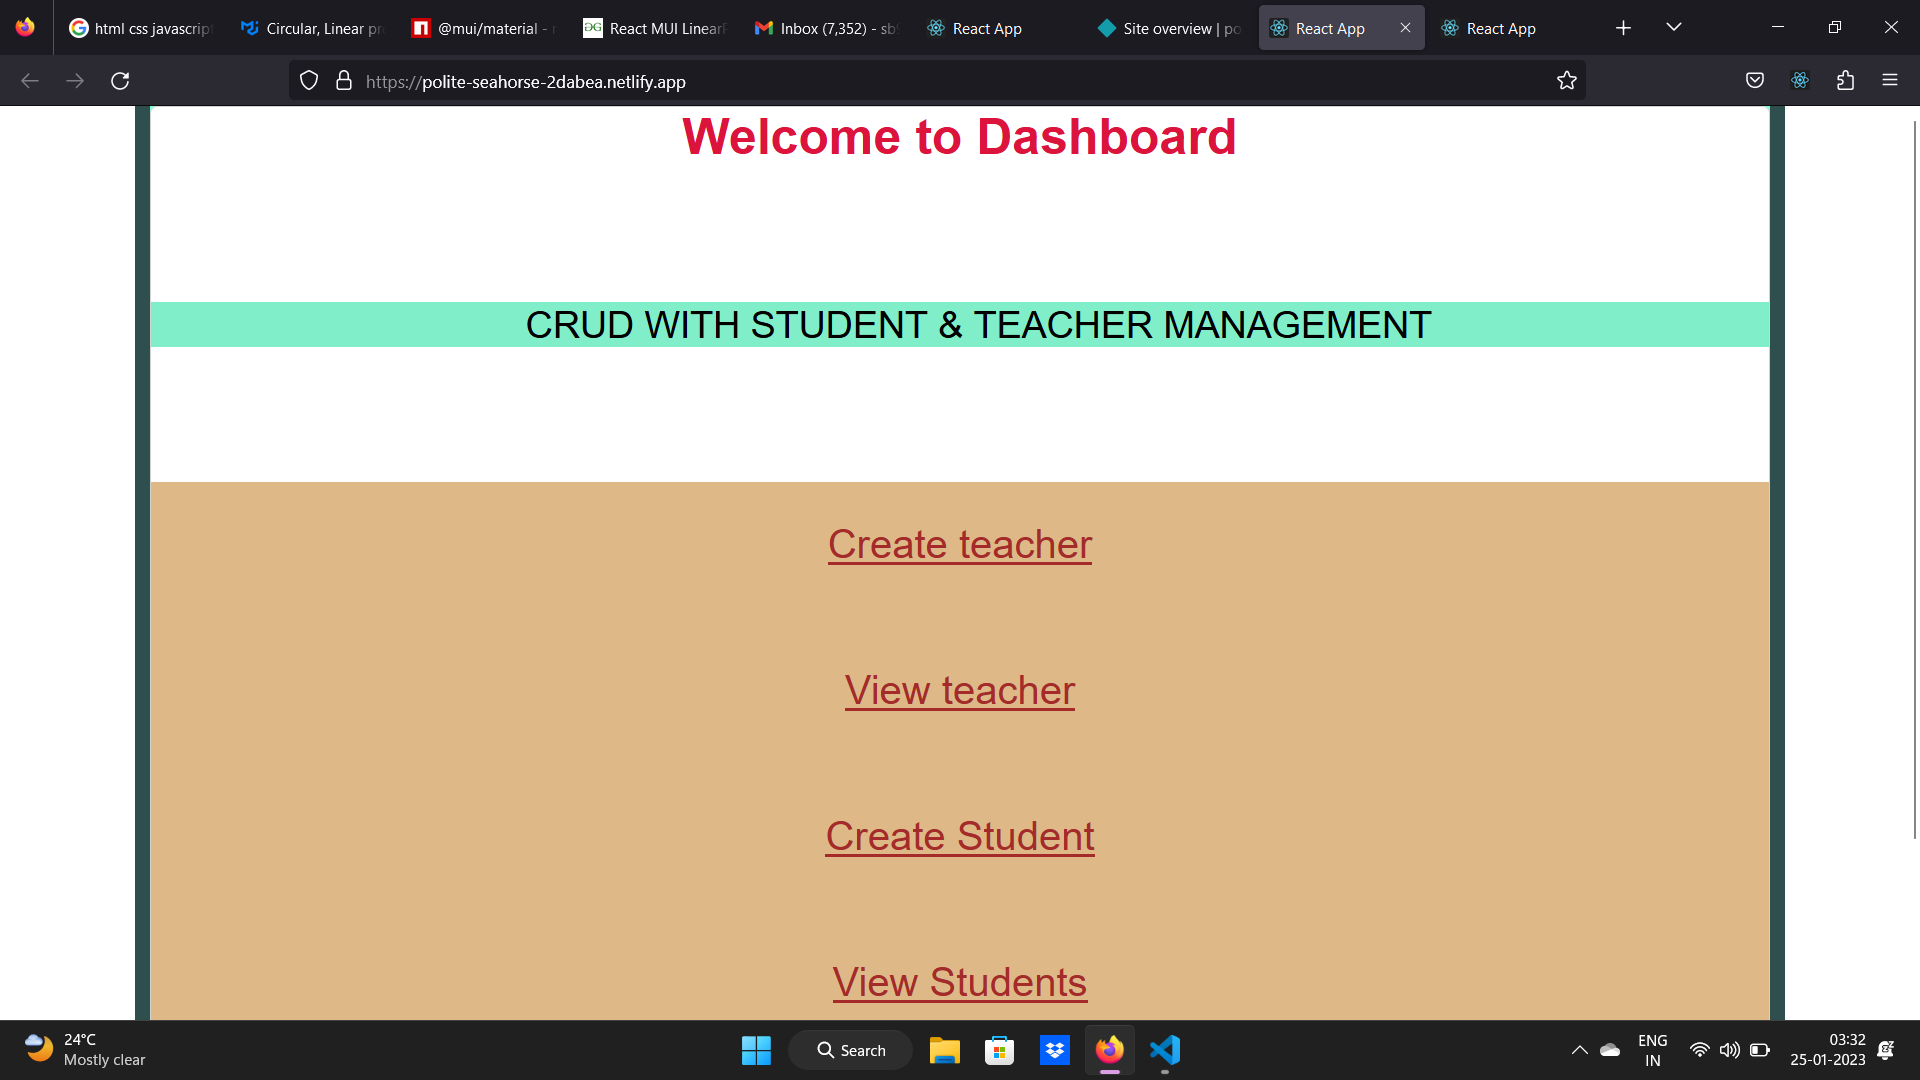 html css javascript
Circular, Linear pr
@mui/material -
React MUI Linear
Inbox (7,352) - sb
React App
Site overview | po
React App
React App
https://polite-seahorse-2dabea.netlify.app
Welcome to Dashboard
CRUD WITH STUDENT & TEACHER MANAGEMENT
Create teacher
View teacher
Create Student
View Students
24°C
Mostly clear
Search
ENG
IN
03:32
25-01-2023